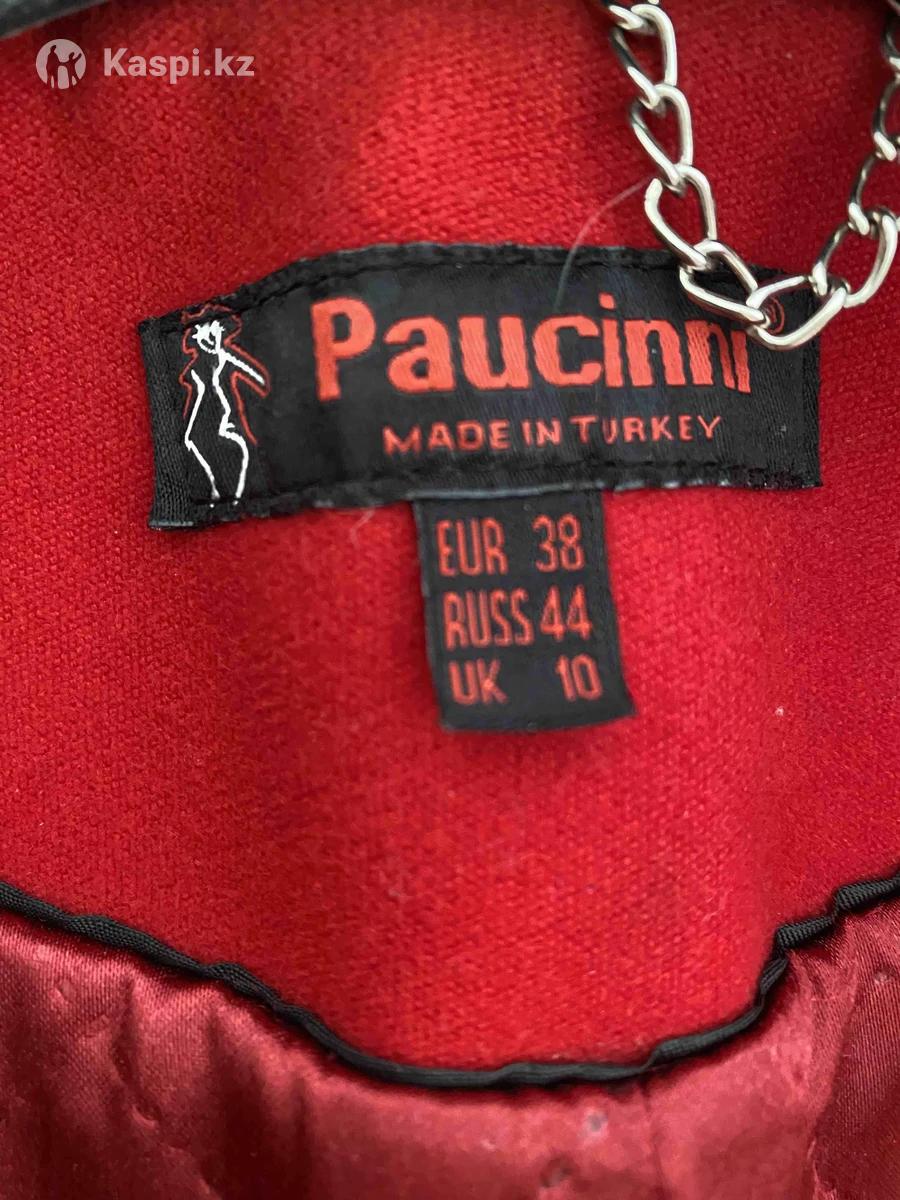 Kaspi.kz
Paucinni
MADE IN TURKEY
EUR 38
RUSS 44
UK 10